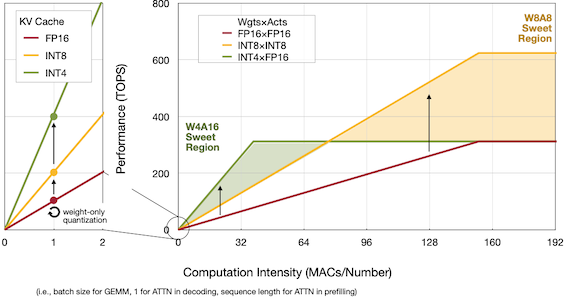 KV Cache
FP16
INT8
INT4
weight-only
quantization
0
1
2
Performance (TOPS)
800
600
400
200
0
Wgts×Acts
FP16×FP16
INT8×INT8
INT4×FP16
W8A8
Sweet
Region
W4A16
Sweet
Region
0
32
64
96
128
160
192
Computation Intensity (MACs/Number)
(i.e., batch size for GEMM, 1 for ATTN in decoding, sequence length for ATTN in prefilling)